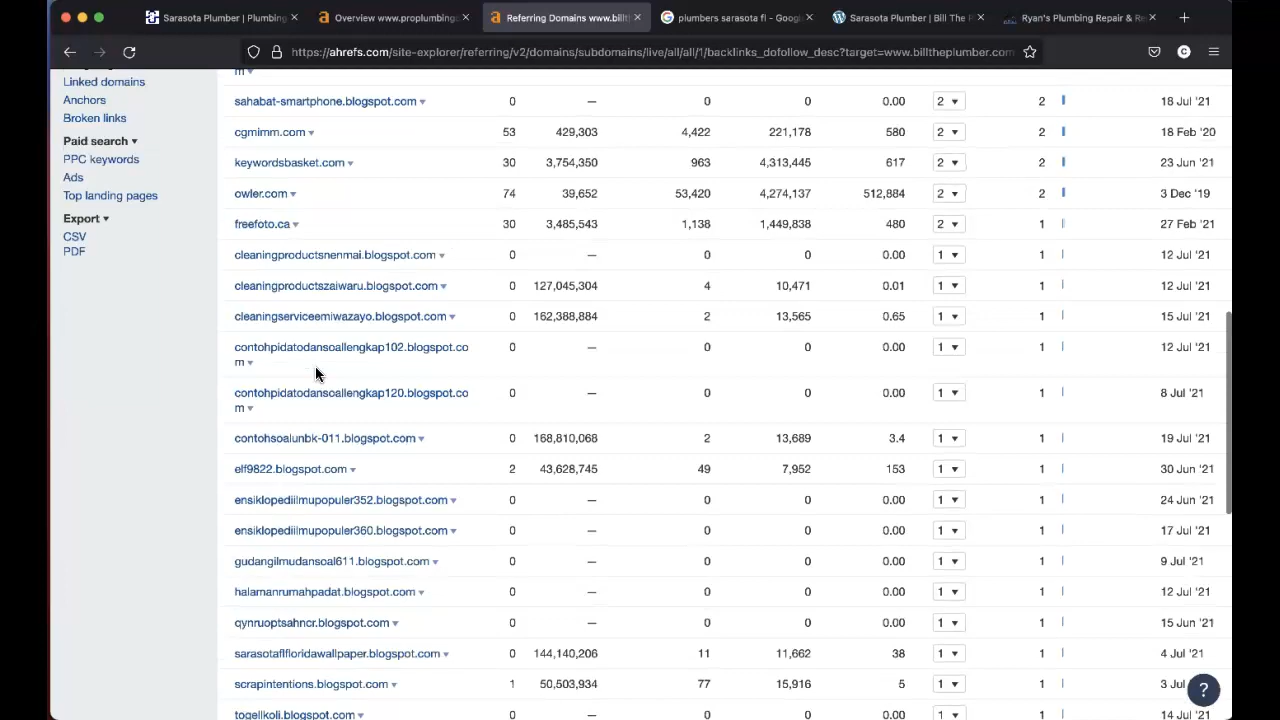 Sarasota Plumber | Plumbing
Overview www.proplumbing
Referring Domains www.billt
plumbers sarasota fl - Googl
Sarasota Plumber | Bill The P
Ryan's Plumbing Repair & Re
https://ahrefs.com/site-explorer/referring/v2/domains/subdomains/live/all/all/1/backlinks_dofollow_desc?target=www.billtheplumber.com
Linked domains
Anchors
Broken links
Paid search
PPC keywords
Ads
Top landing pages
Export
CSV
PDF
m
sahabat-smartphone.blogspot.com 0 — 0 0 0.00 2 2 18 Jul '21
cgmimm.com 53 429,303 4,422 221,178 580 2 2 18 Feb '20
keywordsbasket.com 30 3,754,350 963 4,313,445 617 2 2 23 Jun '21
owler.com 74 39,652 53,420 4,274,137 512,884 2 2 3 Dec '19
freefoto.ca 30 3,485,543 1,138 1,449,838 480 2 1 27 Feb '21
cleaningproductsnenmai.blogspot.com 0 — 0 0 0.00 1 1 12 Jul '21
cleaningproductszaiwaru.blogspot.com 0 127,045,304 4 10,471 0.01 1 1 12 Jul '21
cleaningserviceemiwazayo.blogspot.com 0 162,388,884 2 13,565 0.65 1 1 15 Jul '21
contohpidatodansoallengkap102.blogspot.co 0 — 0 0 0.00 1 1 12 Jul '21
m
contohpidatodansoallengkap120.blogspot.co 0 — 0 0 0.00 1 1 8 Jul '21
m
contohsoalunbk-011.blogspot.com 0 168,810,068 2 13,689 3.4 1 1 19 Jul '21
elf9822.blogspot.com 2 43,628,745 49 7,952 153 1 1 30 Jun '21
ensiklopediilmupopuler352.blogspot.com 0 — 0 0 0.00 1 1 24 Jun '21
ensiklopediilmupopuler360.blogspot.com 0 — 0 0 0.00 1 1 17 Jul '21
gudangilmudansoal611.blogspot.com 0 — 0 0 0.00 1 1 9 Jul '21
halamanrumahpadat.blogspot.com 0 — 0 0 0.00 1 1 12 Jul '21
qynruoptsahncr.blogspot.com 0 — 0 0 0.00 1 1 15 Jun '21
sarasotaflfloridawallpaper.blogspot.com 0 144,140,206 11 11,662 38 1 1 4 Jul '21
scrapintentions.blogspot.com 1 50,503,934 77 15,916 5 1 1 3 Jul
togellkoli.blogspot.com 0 — 0 0 0.00 1 1 14 Jul '21
C
?